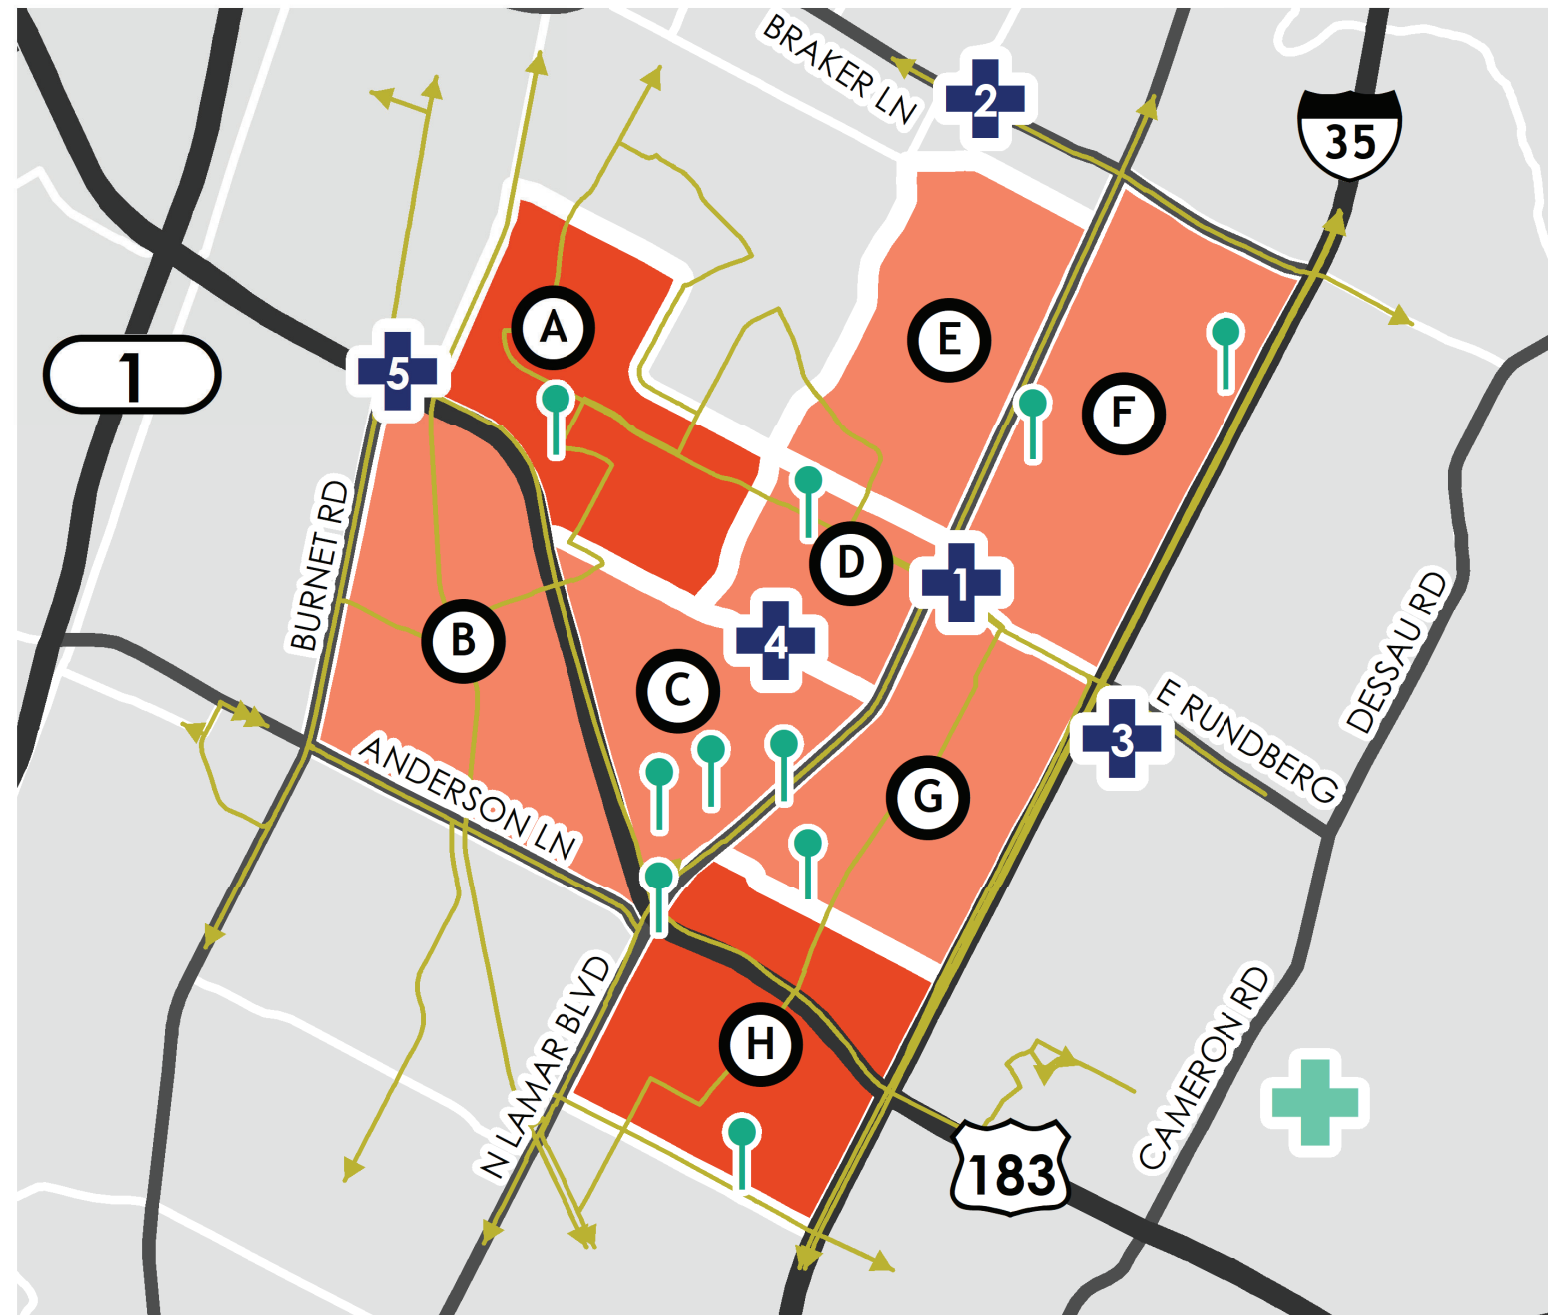 BRAKER LN
2
35
A
E
5
1
F
BURNET RD
D
1
DESSAU RD
B
4
C
E RUNDBERG
3
ANDERSON LN
G
N LAMAR BLVD
CAMERON RD
H
183